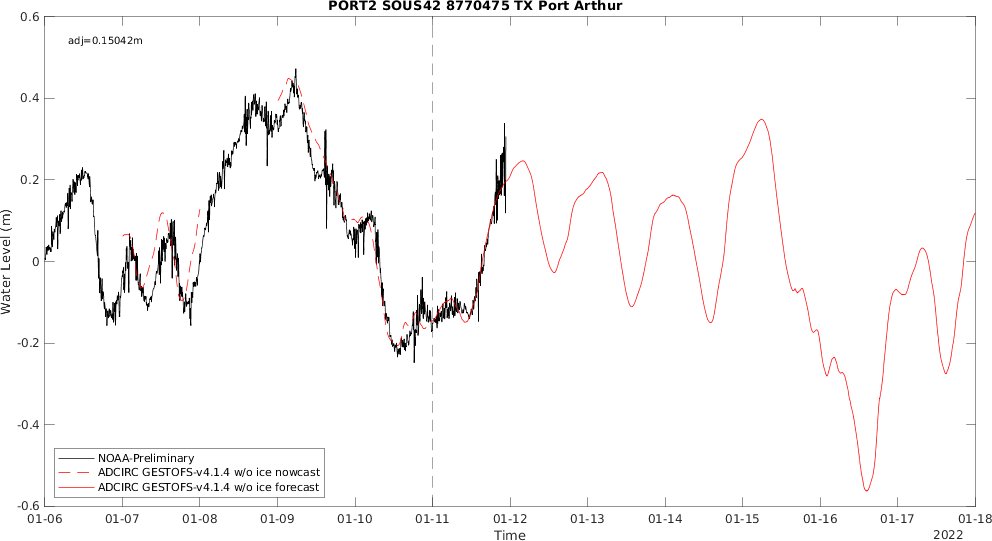 PORT2 SOUS42 8770475 TX Port Arthur
adj=0.15042m
Water Level (m)
0.6
0.4
0.2
0
-0.2
-0.4
-0.6
NOAA-Preliminary
ADCIRC GESTOFS-v4.1.4 w/o ice nowcast
ADCIRC GESTOFS-v4.1.4 w/o ice forecast
01-06 01-07 01-08 01-09 01-10 01-11 01-12 01-13 01-14 01-15 01-16 01-17 01-18
Time
2022